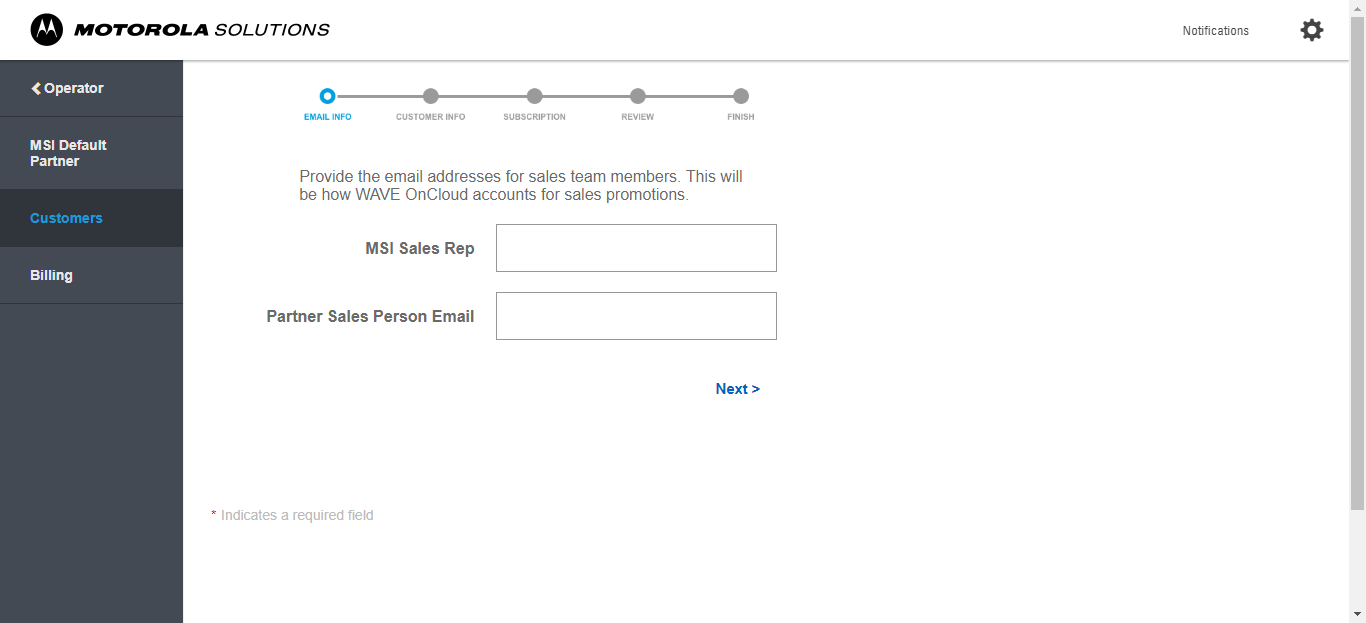 MOTOROLA SOLUTIONS
Notifications
Operator
MSI Default
Partner
Customers
Billing
EMAIL INFO
CUSTOMER INFO
SUBSCRIPTION
REVIEW
FINISH
Provide the email addresses for sales team members. This will
be how WAVE OnCloud accounts for sales promotions.
MSI Sales Rep
Partner Sales Person Email
Next >
* Indicates a required field